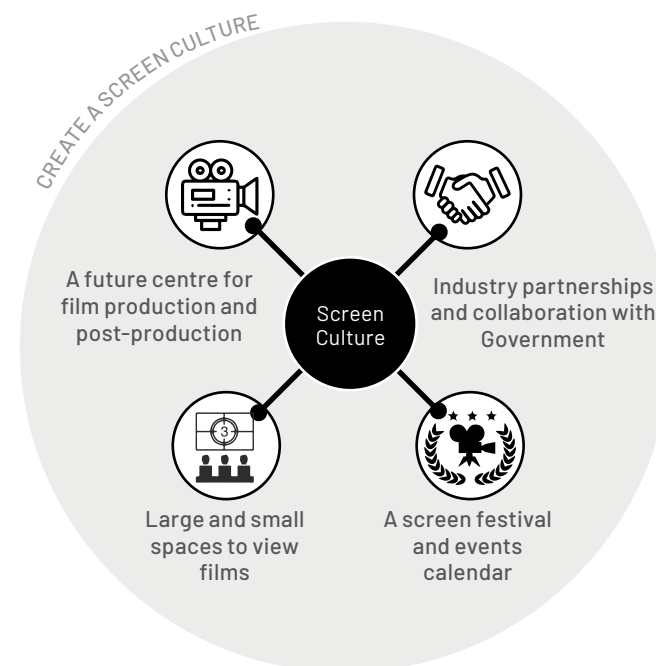 CREATE A SCREEN CULTURE
A future centre for
film production and
post-production
Industry partnerships
and collaboration with
Government
Screen
Culture
3
Large and small
spaces to view
films
A screen festival
and events
calendar